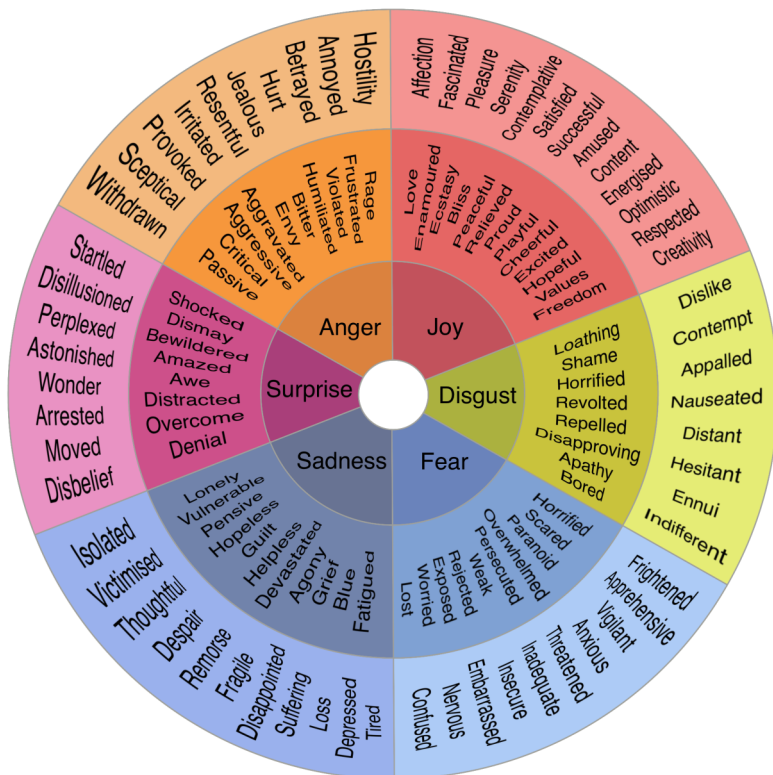 Anger
Joy
Disgust
Fear
Sadness
Surprise
Love
Enamoured
Ecstasy
Bliss
Peaceful
Relieved
Proud
Playful
Cheerful
Excited
Hopeful
Values
Freedom
Affection
Fascinated
Pleasure
Serenity
Contemplative
Satisfied
Successful
Amused
Content
Energised
Optimistic
Respected
Creativity
Loathing
Shame
Horrified
Revolted
Repelled
Disapproving
Apathy
Bored
Dislike
Contempt
Appalled
Nauseated
Distant
Hesitant
Ennui
Indifferent
Horrified
Scared
Paranoid
Overwhelmed
Persecuted
Weak
Rejected
Exposed
Worried
Lost
Frightened
Apprehensive
Vigilant
Anxious
Threatened
Inadequate
Insecure
Embarrassed
Nervous
Confused
Lonely
Vulnerable
Pensive
Hopeless
Guilt
Helpless
Devastated
Agony
Grief
Blue
Fatigued
Isolated
Victimised
Thoughtful
Despair
Remorse
Fragile
Disappointed
Suffering
Loss
Depressed
Tired
Shocked
Dismay
Bewildered
Amazed
Awe
Distracted
Overcome
Denial
Startled
Disillusioned
Perplexed
Astonished
Wonder
Arrested
Moved
Disbelief
Passive
Critical
Aggressive
Aggravated
Envy
Bitter
Humiliated
Violated
Frustrated
Rage
Withdrawn
Sceptical
Provoked
Irritated
Resentful
Jealous
Hurt
Betrayed
Annoyed
Hostility